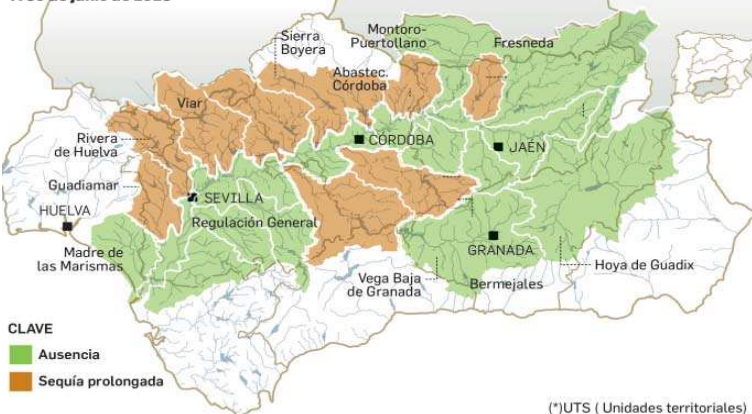 Sierra
Boyera
Montoro-
Puertollano
Fresneda
Abastec.
Córdoba
Viar
Rivera
de Huelva
CÓRDOBA
JAÉN
Guadiamar
SEVILLA
HUELVA
Regulación General
GRANADA
Madre de
las Marismas
Hoya de Guadix
Vega Baja
de Granada
Bermejales
CLAVE
Ausencia
Sequía prolongada
(*)UTS ( Unidades territoriales)